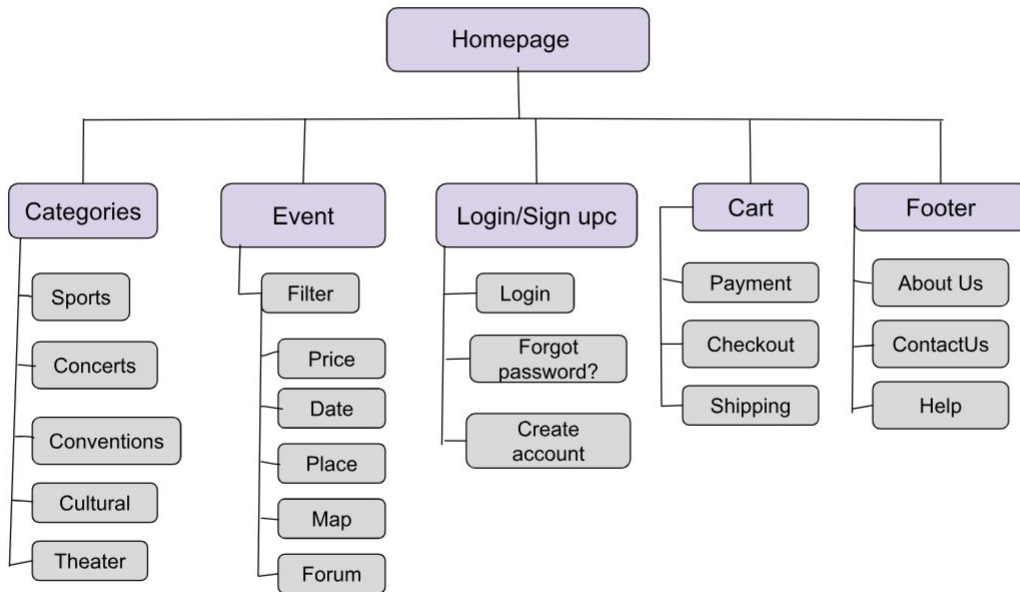 Homepage
Categories
Sports
Concerts
Conventions
Cultural
Theater
Event
Filter
Price
Date
Place
Map
Forum
Login/Sign upc
Login
Forgot
password?
Create
account
Cart
Payment
Checkout
Shipping
Footer
About Us
ContactUs
Help